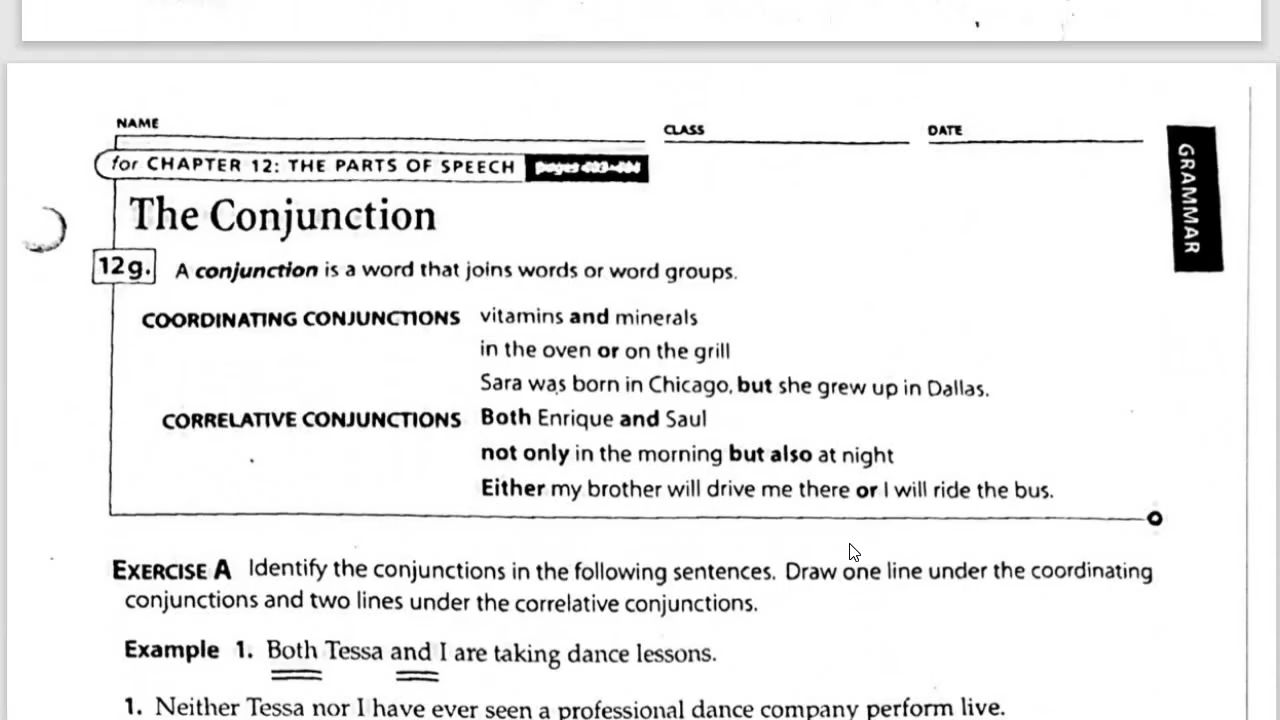 NAME
CLASS
DATE
for CHAPTER 12: THE PARTS OF SPEECH pages
GRAMMAR
The Conjunction
12g. A conjunction is a word that joins words or word groups.
COORDINATING CONJUNCTIONS vitamins and minerals
in the oven or on the grill
Sara was born in Chicago, but she grew up in Dallas.
CORRELATIVE CONJUNCTIONS Both Enrique and Saul
not only in the morning but also at night
Either my brother will drive me there or I will ride the bus.
EXERCISE A Identify the conjunctions in the following sentences. Draw one line under the coordinating
conjunctions and two lines under the correlative conjunctions.
Example 1. Both Tessa and I are taking dance lessons.
1. Neither Tessa nor I have ever seen a professional dance company perform live.